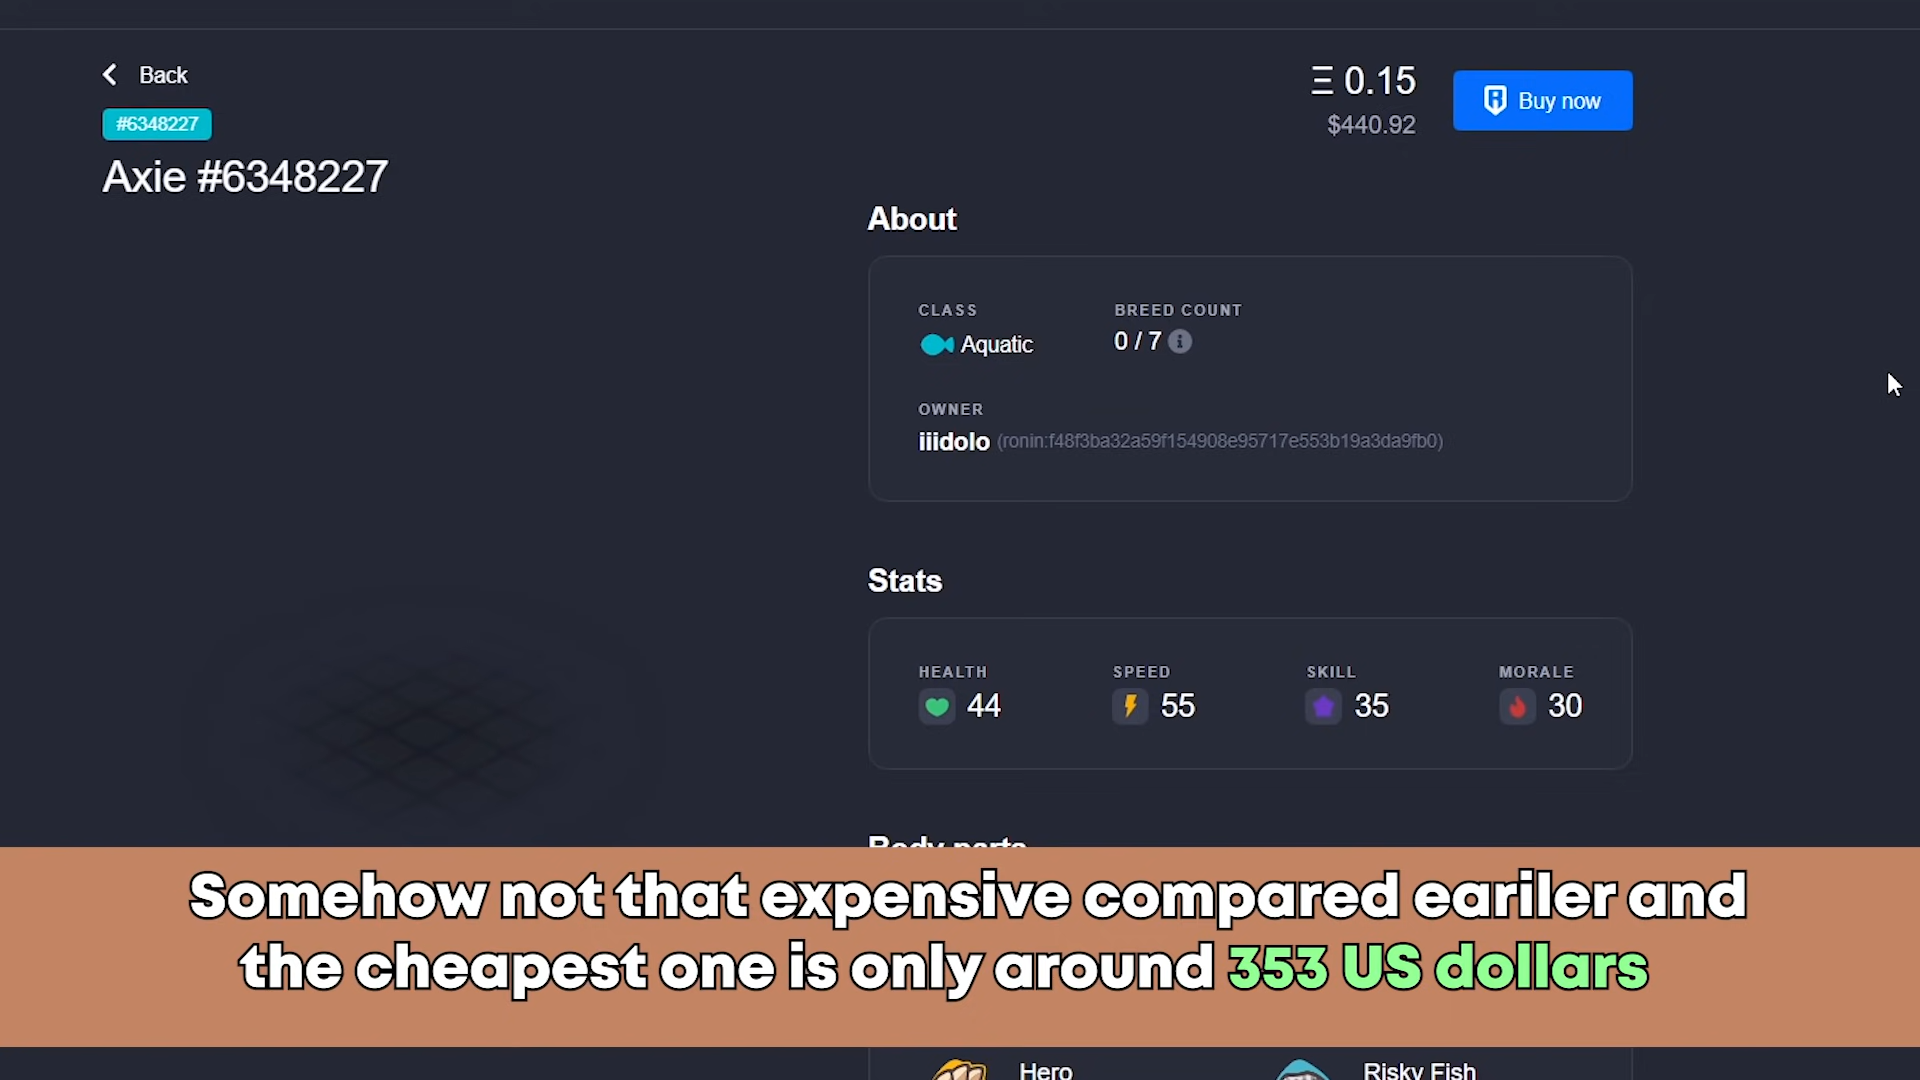 Back
Ξ 0.15
Buy now
#6348227
$440.92
Axie #6348227
About
CLASS
BREED COUNT
Aquatic
0 / 7
OWNER
iiidolo (ronin:f48f3ba32a59f154908e95717e553b19a3da9fb0)
Stats
HEALTH
SPEED
SKILL
MORALE
44
55
35
30
Body parts
Somehow not that expensive compared eariler and
the cheapest one is only around 353 US dollars
Hero
Risky Fish